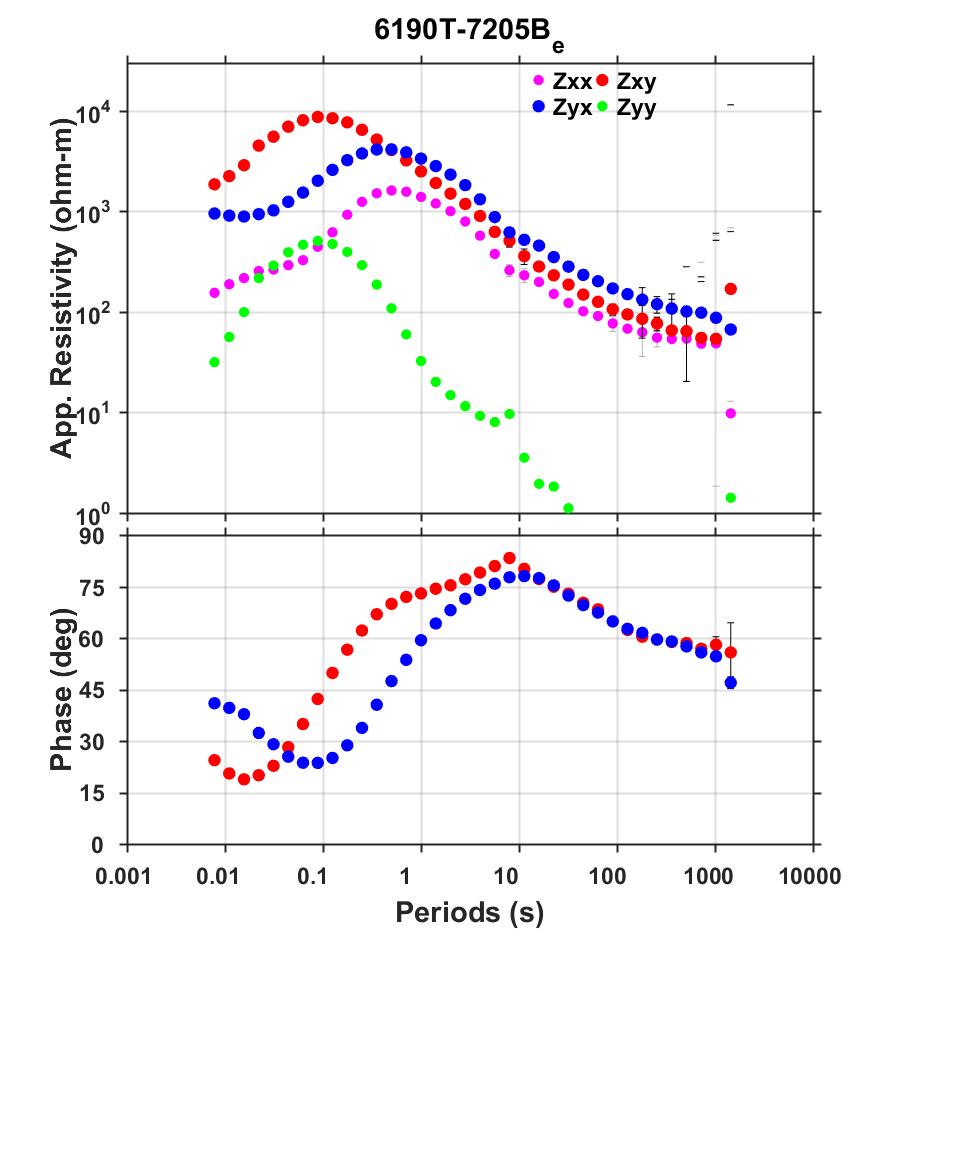 6190T-7205Be
Zxx Zxy
Zyx Zyy
App. Resistivity (ohm-m)
10^4
10^3
10^2
10^1
10^0
Phase (deg)
90
75
60
45
30
15
0
0.001 0.01 0.1 1 10 100 1000 10000
Periods (s)